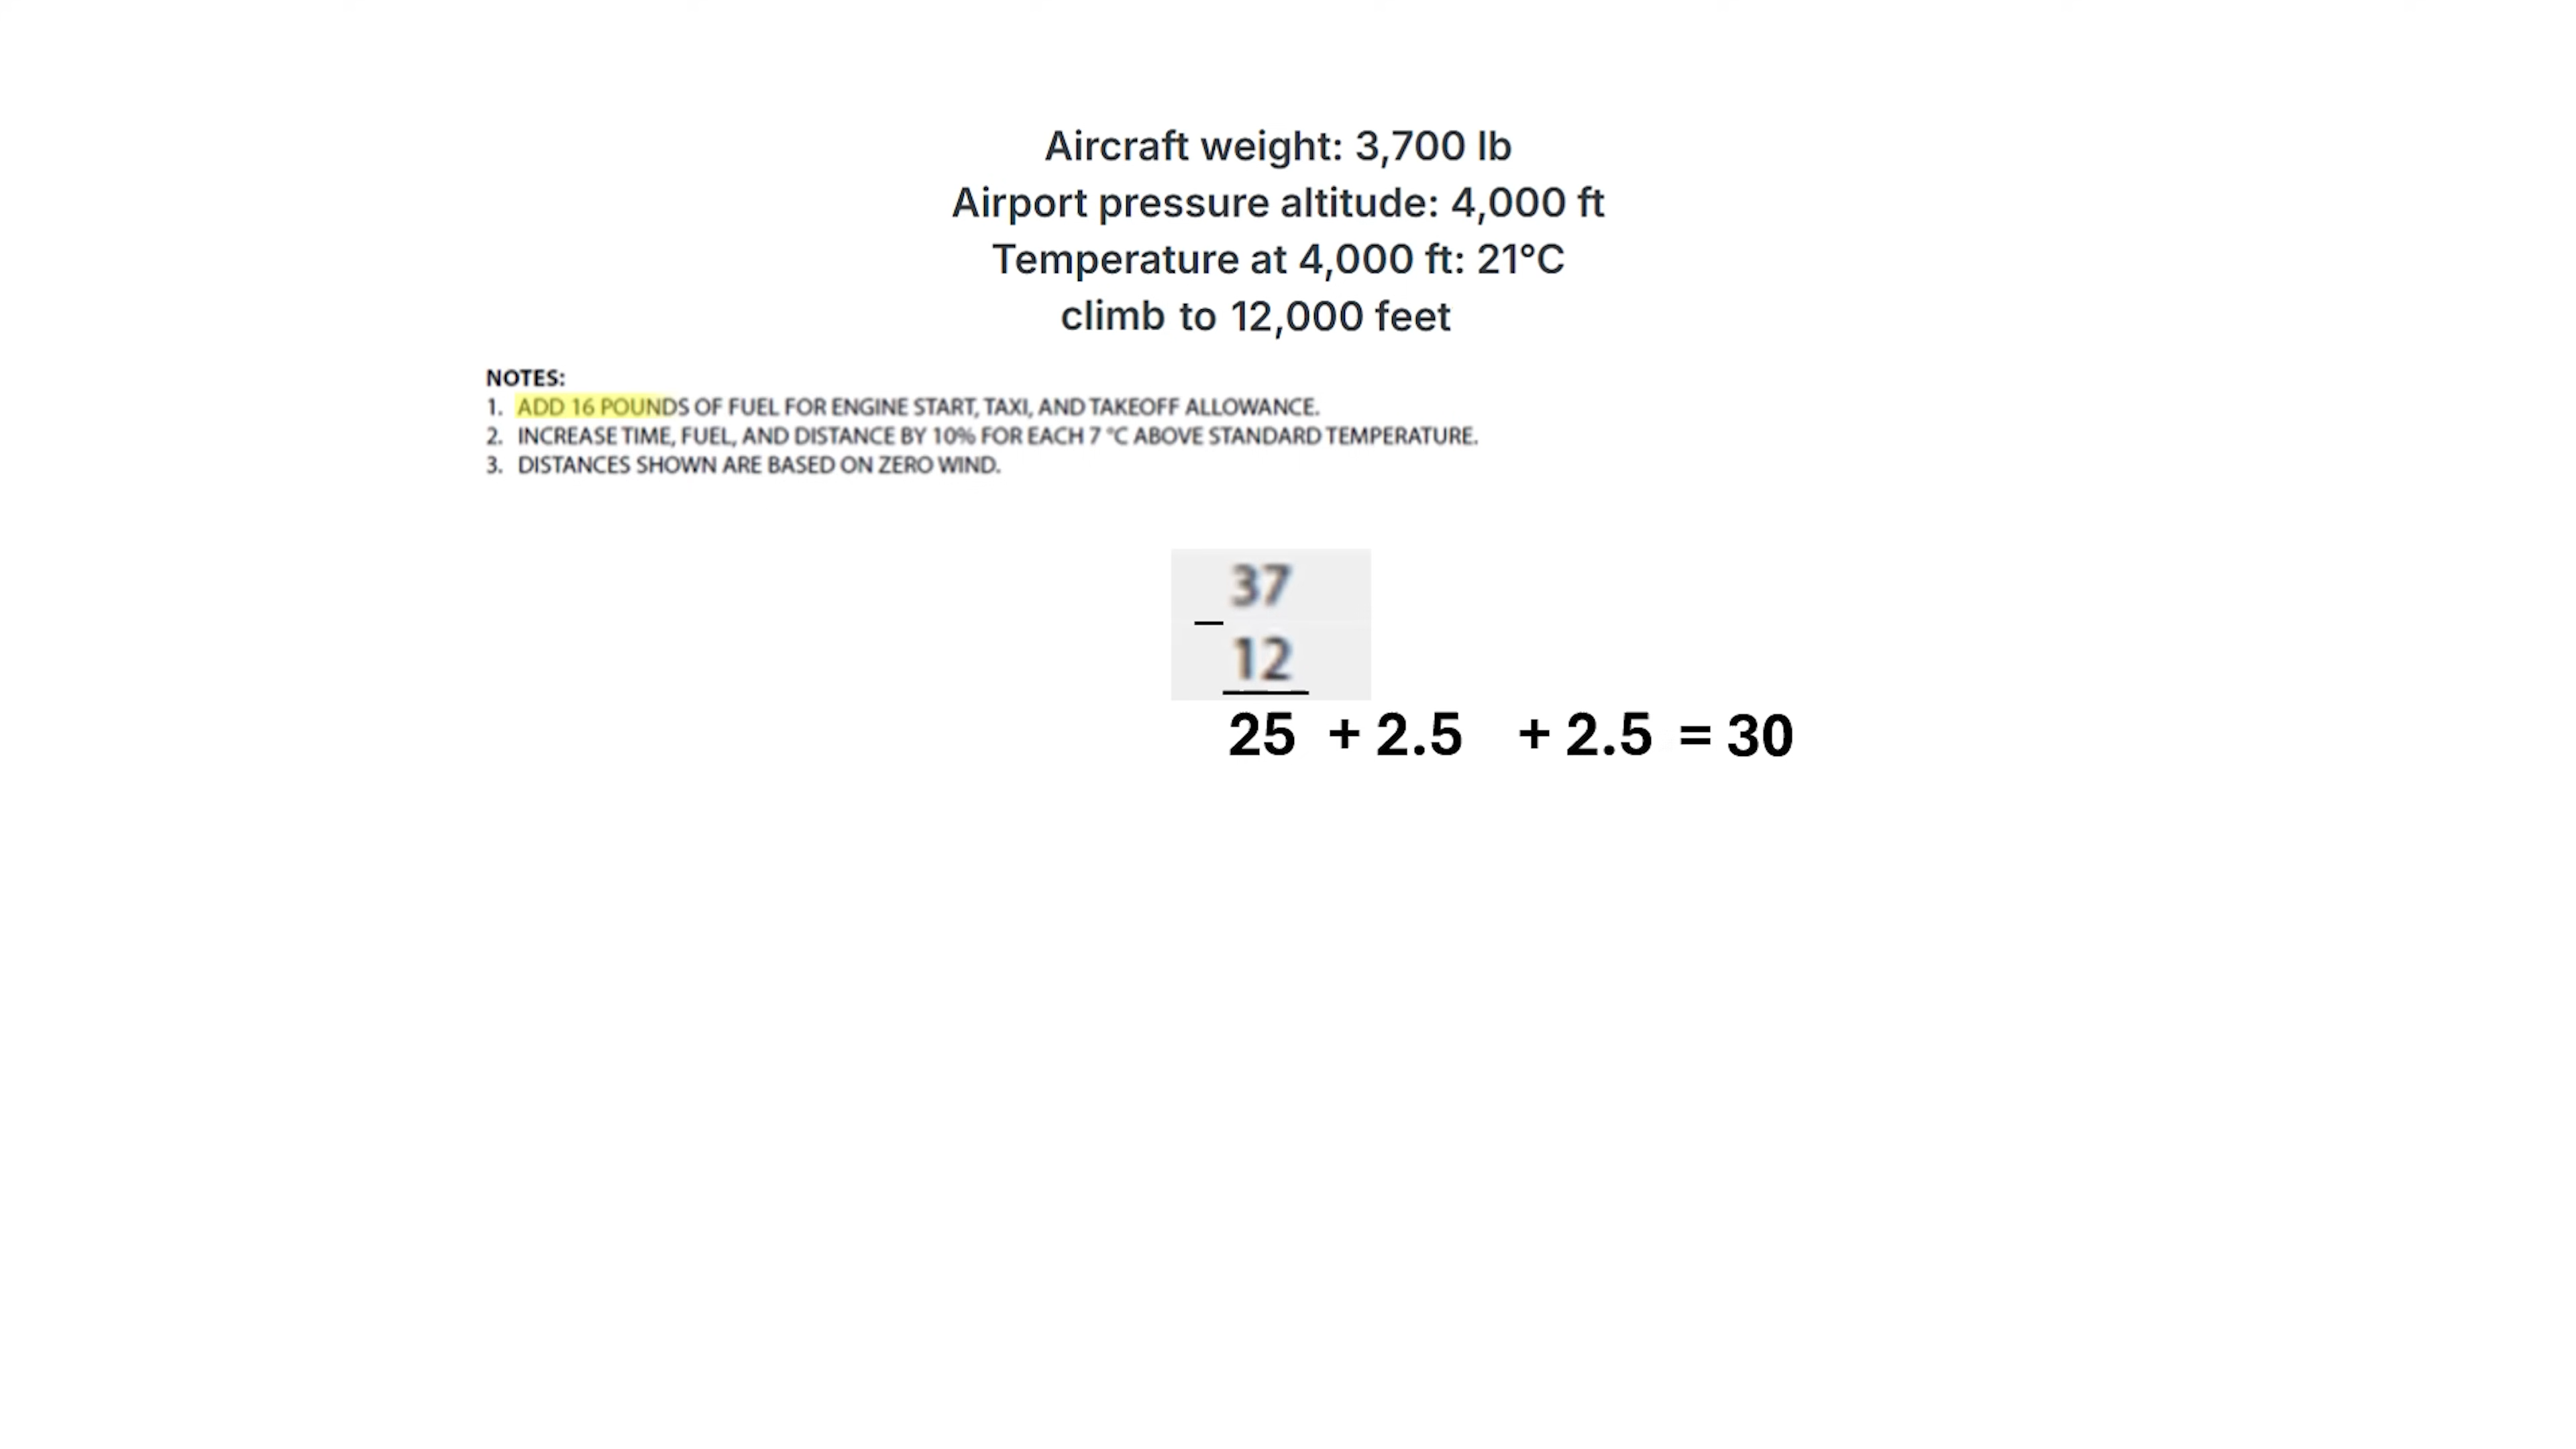 Aircraft weight: 3,700 lb
Airport pressure altitude: 4,000 ft
Temperature at 4,000 ft: 21°C
climb to 12,000 feet
NOTES:
1. ADD 16 POUNDS OF FUEL FOR ENGINE START, TAXI, AND TAKEOFF ALLOWANCE.
2. INCREASE TIME, FUEL, AND DISTANCE BY 10% FOR EACH 7 °C ABOVE STANDARD TEMPERATURE.
3. DISTANCES SHOWN ARE BASED ON ZERO WIND.
37
–
12
25 + 2.5 + 2.5 = 30